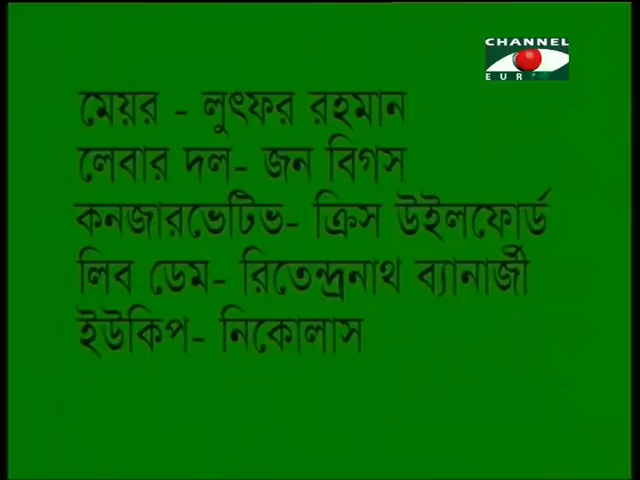 CHANNEL
EUR
মেয়র - লুৎফর রহমান
লেবার দল- জন বিগস
কনজারভেটিভ- ক্রিস উইলফোর্ড
লিব ডেম- রিতেন্দ্রনাথ ব্যানার্জী
ইউকিপ- নিকোলাস